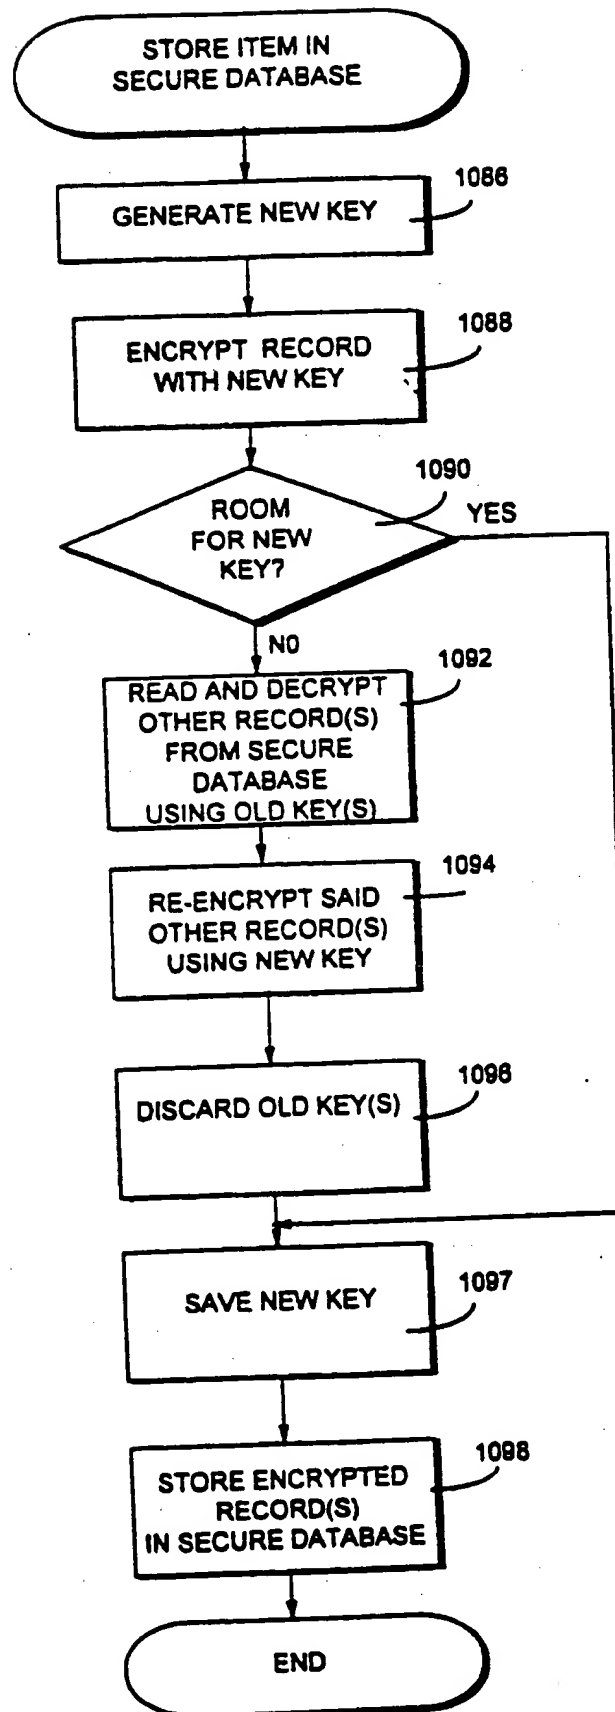 STORE ITEM IN
SECURE DATABASE
1086
GENERATE NEW KEY
1088
ENCRYPT RECORD
WITH NEW KEY
1090
ROOM
FOR NEW
KEY?
YES
NO
1092
READ AND DECRYPT
OTHER RECORD(S)
FROM SECURE
DATABASE
USING OLD KEY(S)
1094
RE-ENCRYPT SAID
OTHER RECORD(S)
USING NEW KEY
1096
DISCARD OLD KEY(S)
1097
SAVE NEW KEY
1098
STORE ENCRYPTED
RECORD(S)
IN SECURE DATABASE
END